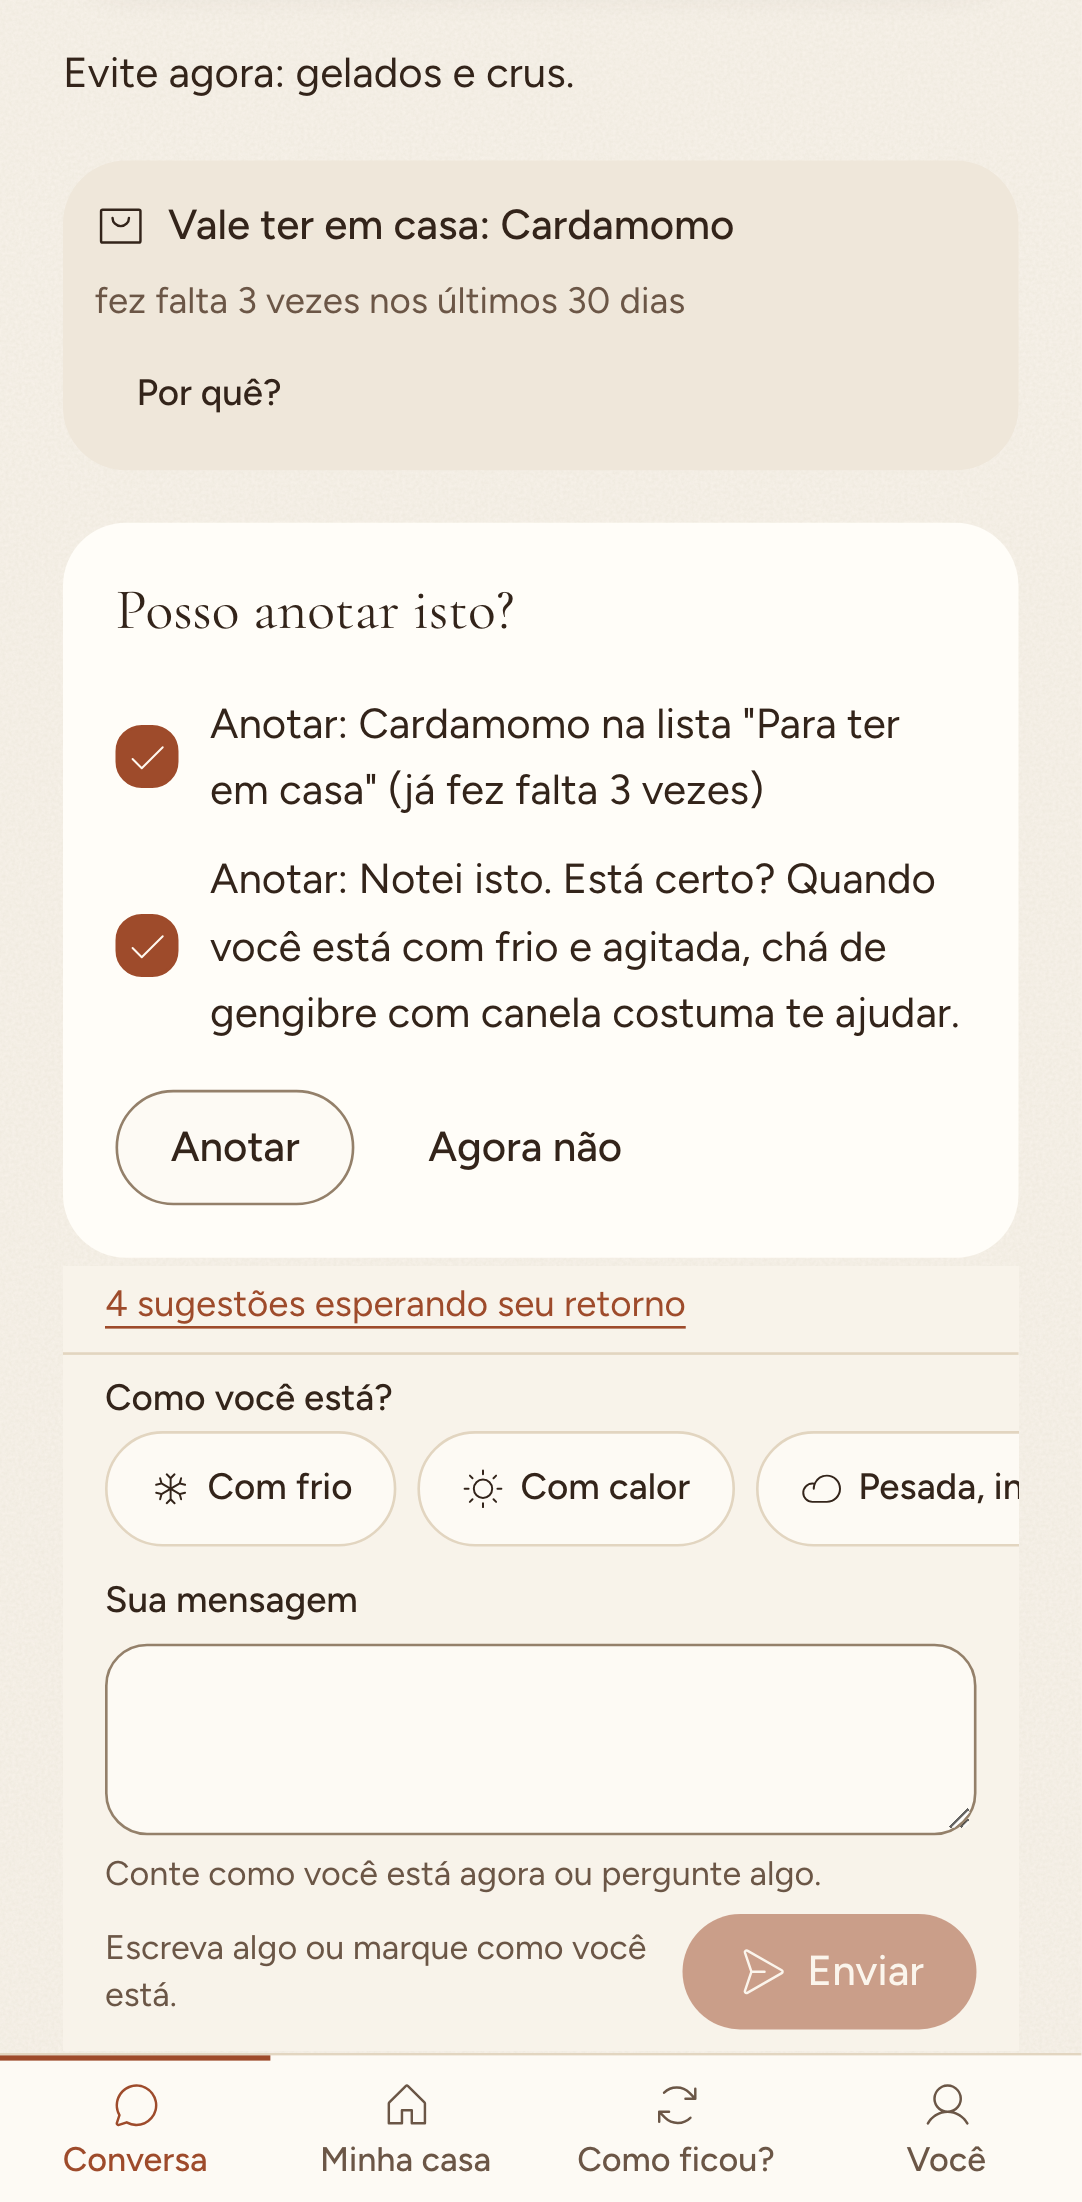 Evite agora: gelados e crus.
Vale ter em casa: Cardamomo
fez falta 3 vezes nos últimos 30 dias
Por quê?
Posso anotar isto?
Anotar: Cardamomo na lista "Para ter
em casa" (já fez falta 3 vezes)
Anotar: Notei isto. Está certo? Quando
você está com frio e agitada, chá de
gengibre com canela costuma te ajudar.
Anotar
Agora não
4 sugestões esperando seu retorno
Como você está?
Com frio
Com calor
Pesada, in
Sua mensagem
Conte como você está agora ou pergunte algo.
Escreva algo ou marque como você
está.
Enviar
Conversa
Minha casa
Como ficou?
Você